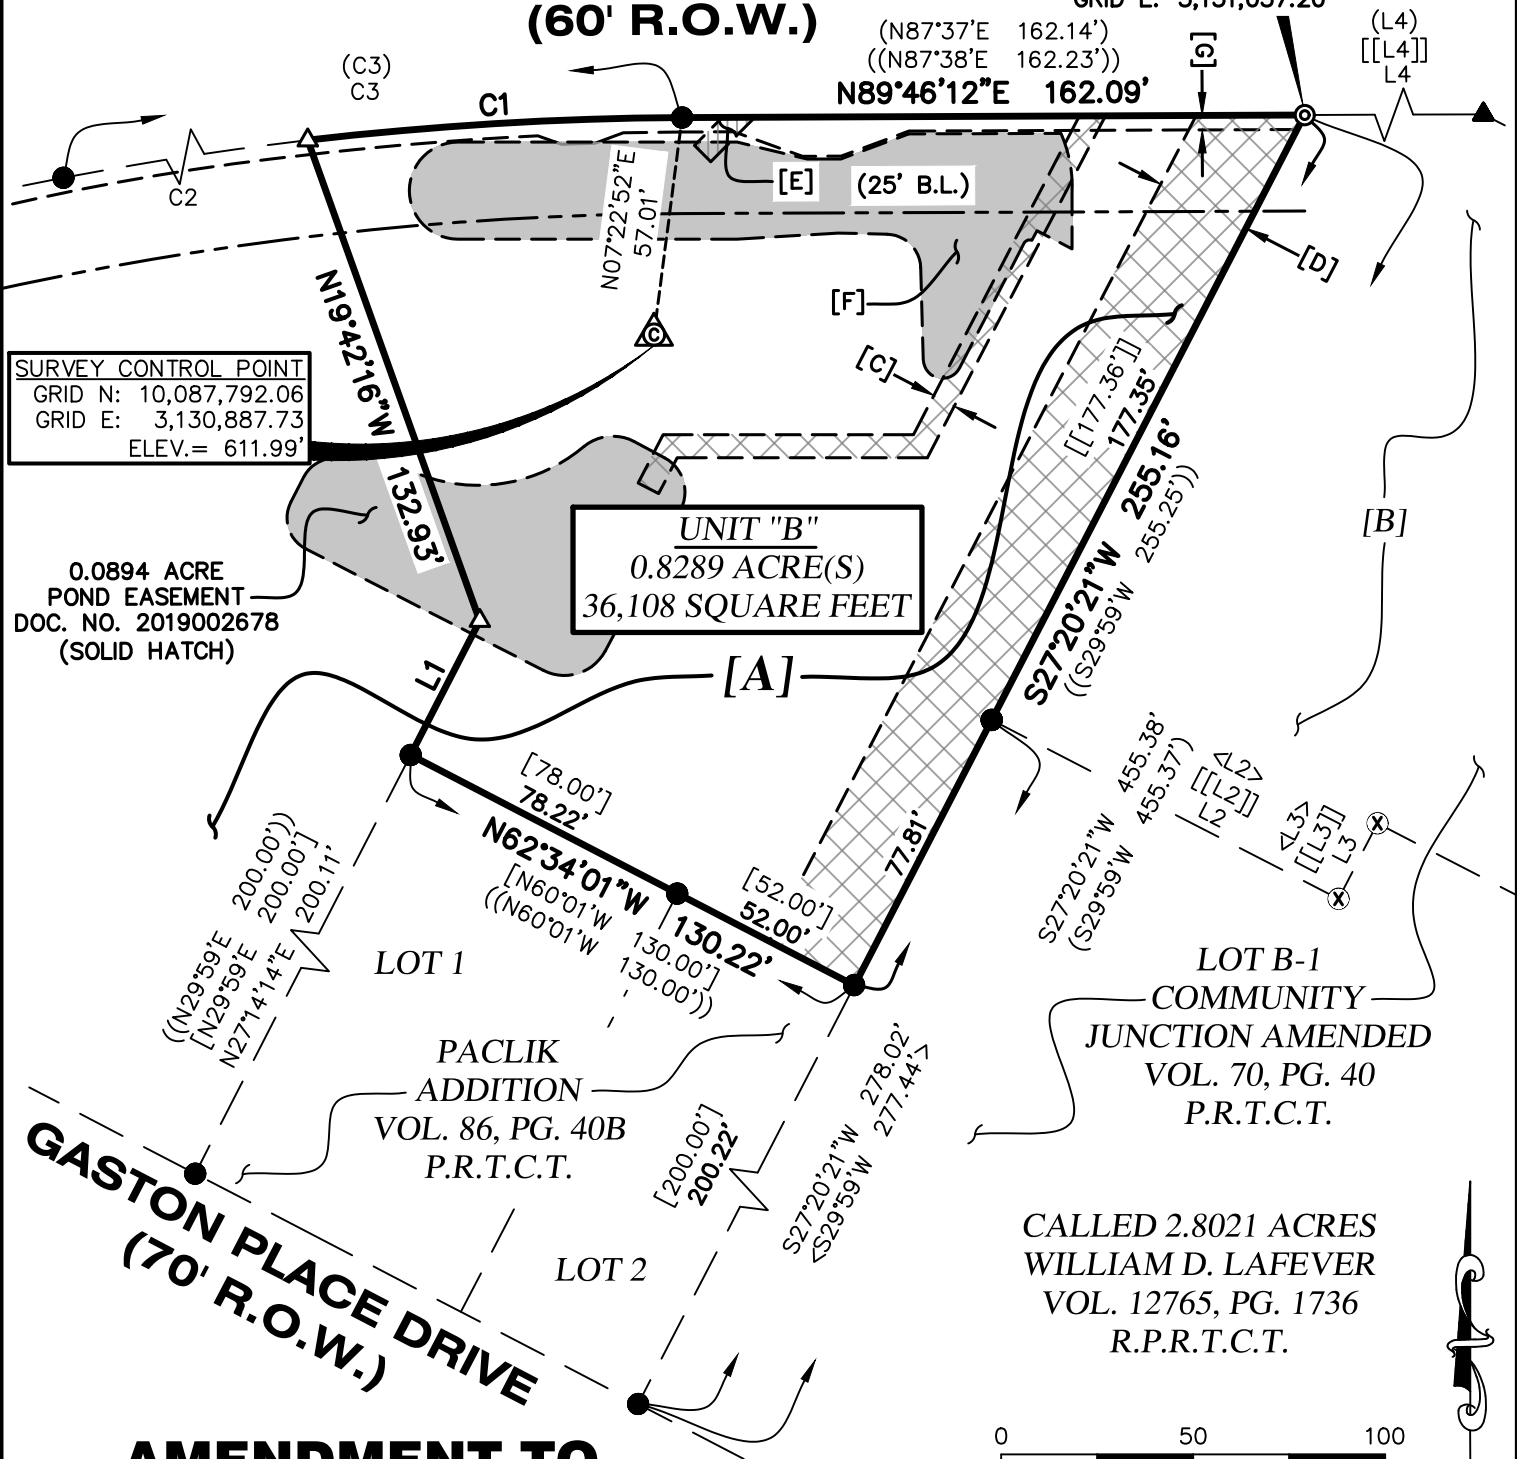 (60' R.O.W.)
GRID E: 3,131,057.20
(N87°37'E 162.14')
((N87°38'E 162.23'))
N89°46'12"E 162.09'
[G]
(L4)
[[L4]]
L4
(C3)
C3
C1
C2
[E]
(25' B.L.)
N07°22'52"E
57.01'
[D]
[F]
[C]
N19°42'16"W 132.93'
SURVEY CONTROL POINT
GRID N: 10,087,792.06
GRID E: 3,130,887.73
ELEV.= 611.99'
C
[[177.36']]
177.35'
S27°20'21"W 255.16'
((S29°59'W 255.25'))
[B]
UNIT "B"
0.8289 ACRE(S)
36,108 SQUARE FEET
0.0894 ACRE
POND EASEMENT
DOC. NO. 2019002678
(SOLID HATCH)
[A]
L1
[78.00']
78.22'
N62°34'01"W 130.22'
[N60°01'W 130.00']
((N60°01'W 130.00'))
[52.00']
52.00'
77.81'
S27°20'21"W 455.38'
(S29°59'W 455.37')
<L2>
[[L2]]
L2
<L3>
[[L3]]
L3
X
X
((N29°59'E 200.00'))
[N29°59'E 200.00']
N27°14'14"E 200.11'
LOT 1
LOT B-1
COMMUNITY
JUNCTION AMENDED
VOL. 70, PG. 40
P.R.T.C.T.
PACLIK
ADDITION
VOL. 86, PG. 40B
P.R.T.C.T.
[200.00']
200.22'
S27°20'21"W 278.02'
<S29°59'W 277.44'>
GASTON PLACE DRIVE
(70' R.O.W.)
LOT 2
CALLED 2.8021 ACRES
WILLIAM D. LAFEVER
VOL. 12765, PG. 1736
R.P.R.T.C.T.
AMENDMENT TO
0 50 100